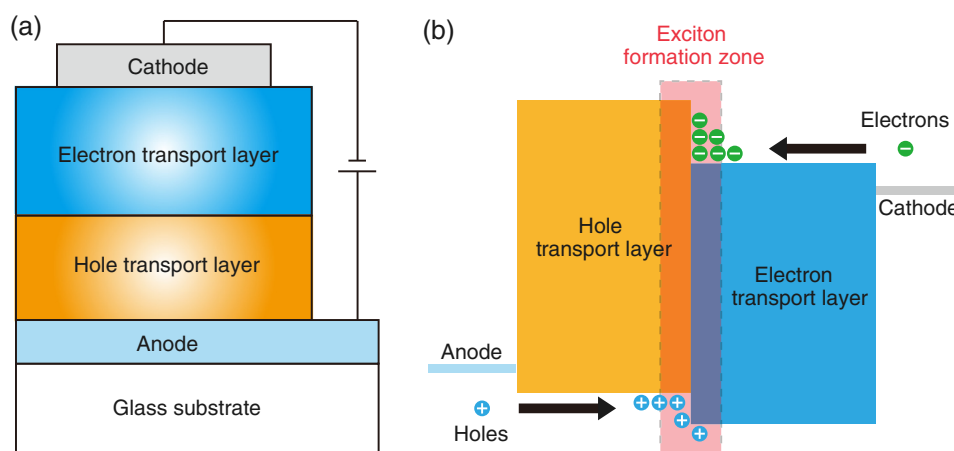 (a)
Cathode
Electron transport layer
Hole transport layer
Anode
Glass substrate
(b)
Exciton
formation zone
Electrons
−
−
−
−
−
−
−
Cathode
Hole
transport layer
Electron
transport layer
Anode
+
+
+
+
+
+
Holes